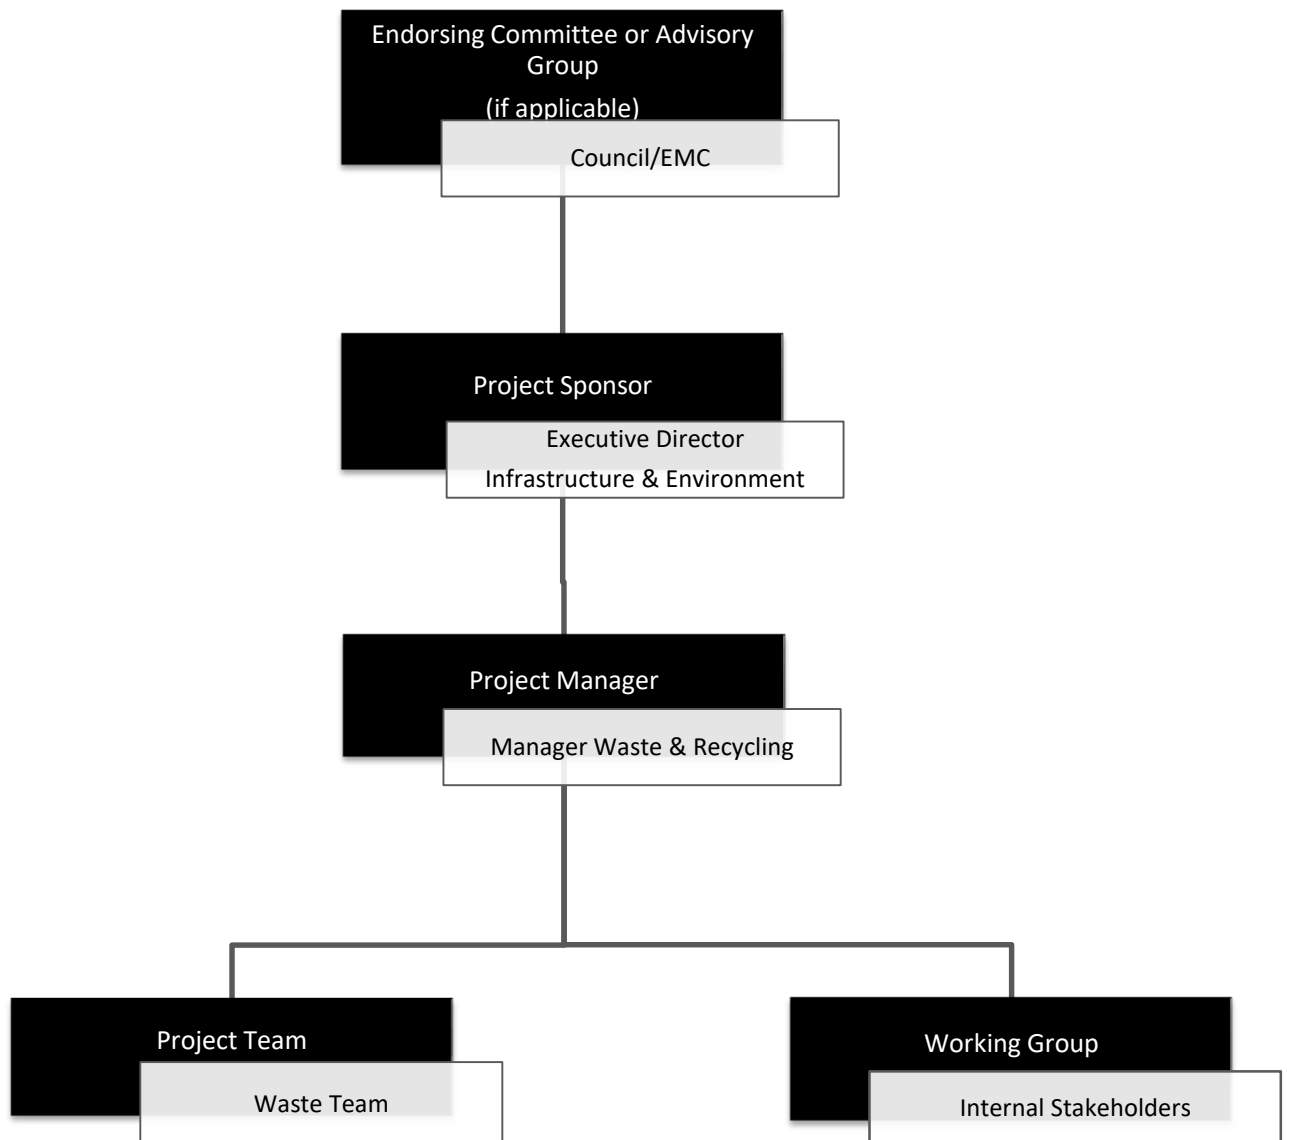 Endorsing Committee or Advisory
Group
(if applicable)
Council/EMC
Project Sponsor
Executive Director
Infrastructure & Environment
Project Manager
Manager Waste & Recycling
Project Team
Waste Team
Working Group
Internal Stakeholders